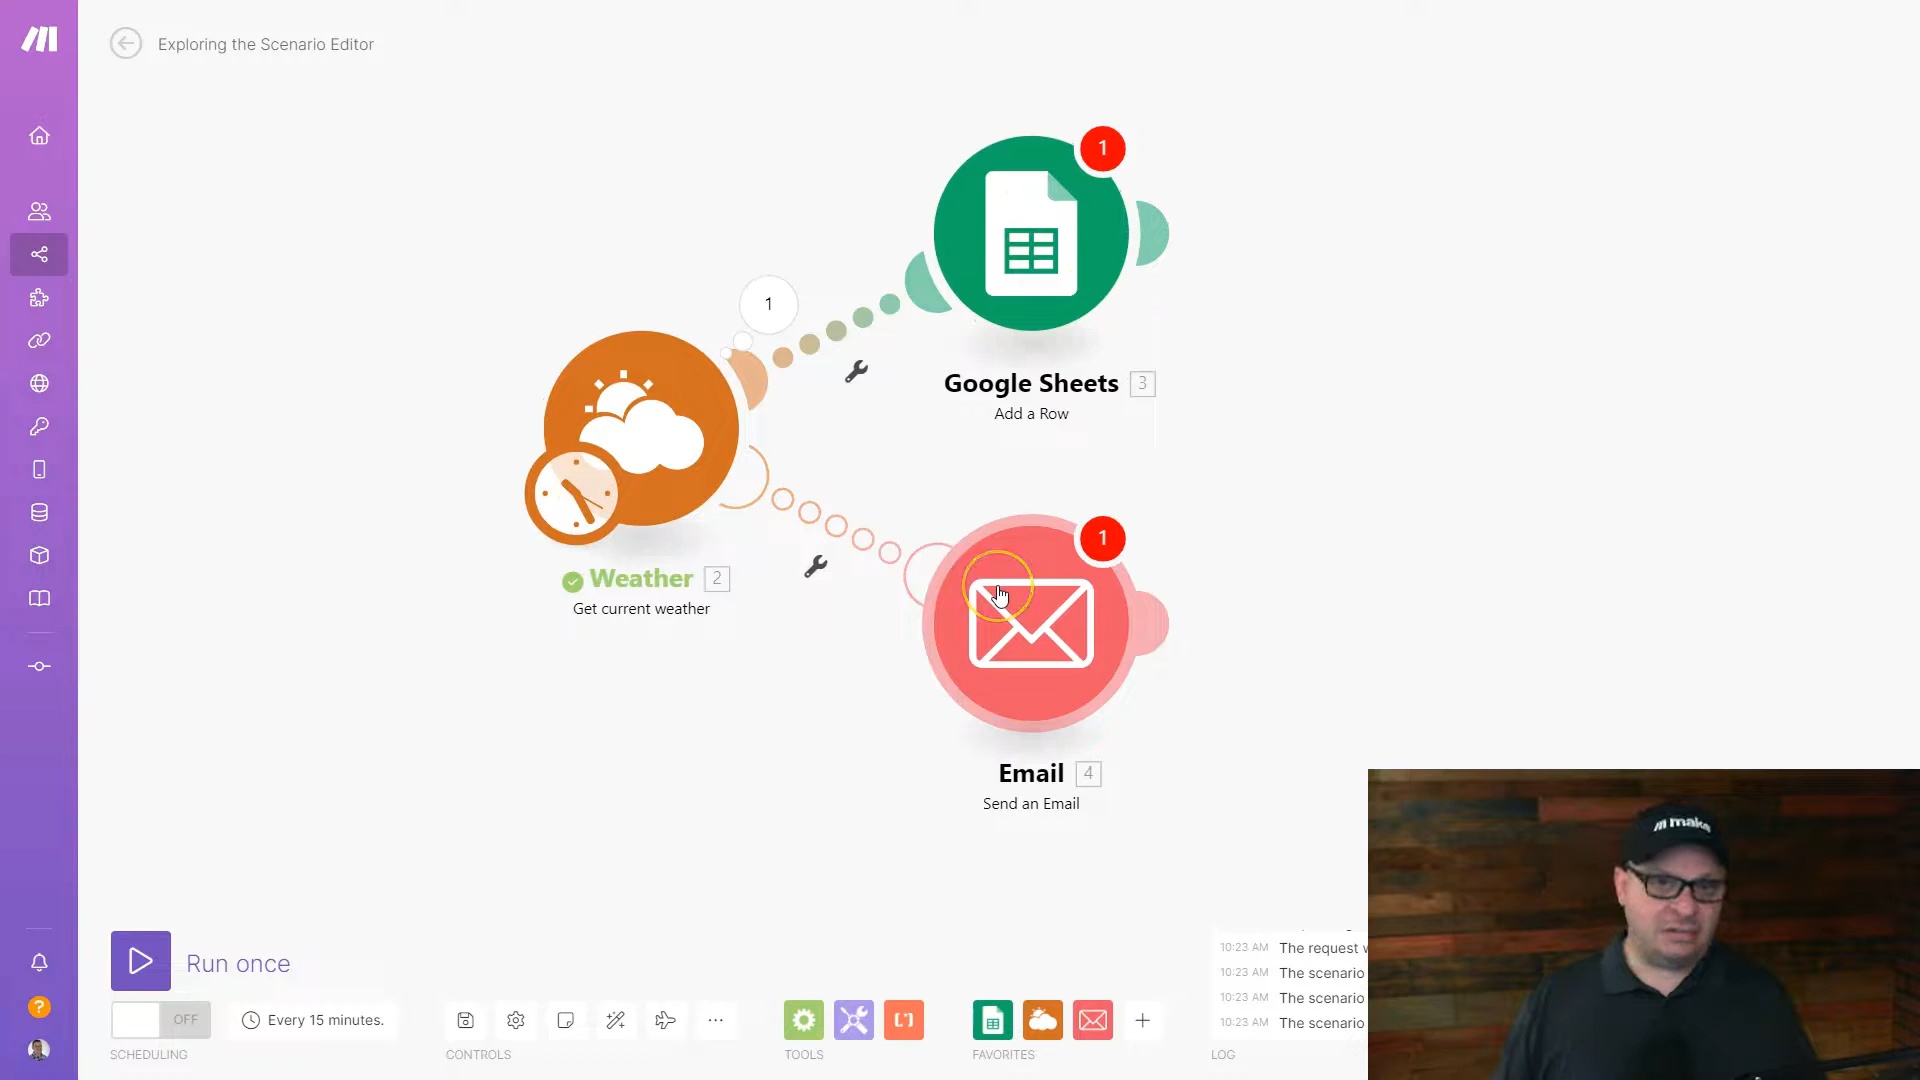 Exploring the Scenario Editor
1
1
Google Sheets 3
Add a Row
Weather 2
Get current weather
1
Email 4
Send an Email
Run once
OFF
Every 15 minutes.
SCHEDULING
CONTROLS
TOOLS
FAVORITES
10:23 AM The request
10:23 AM The scenario
10:23 AM The scenario
10:23 AM The scenario
LOG
make